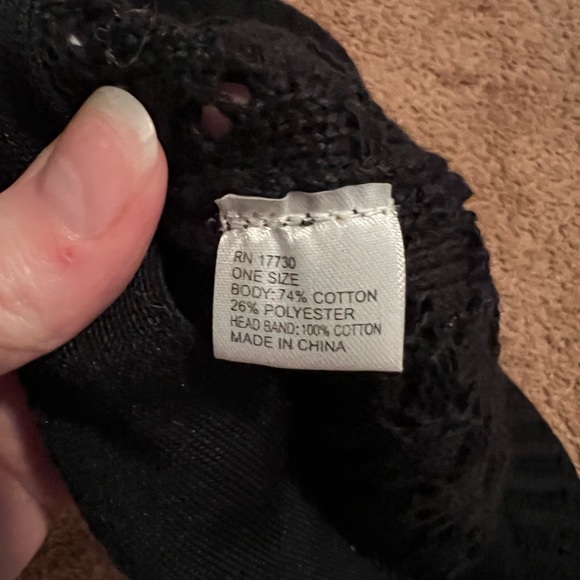 RN 17730
ONE SIZE
BODY: 74% COTTON
26% POLYESTER
HEAD BAND: 100% COTTON
MADE IN CHINA